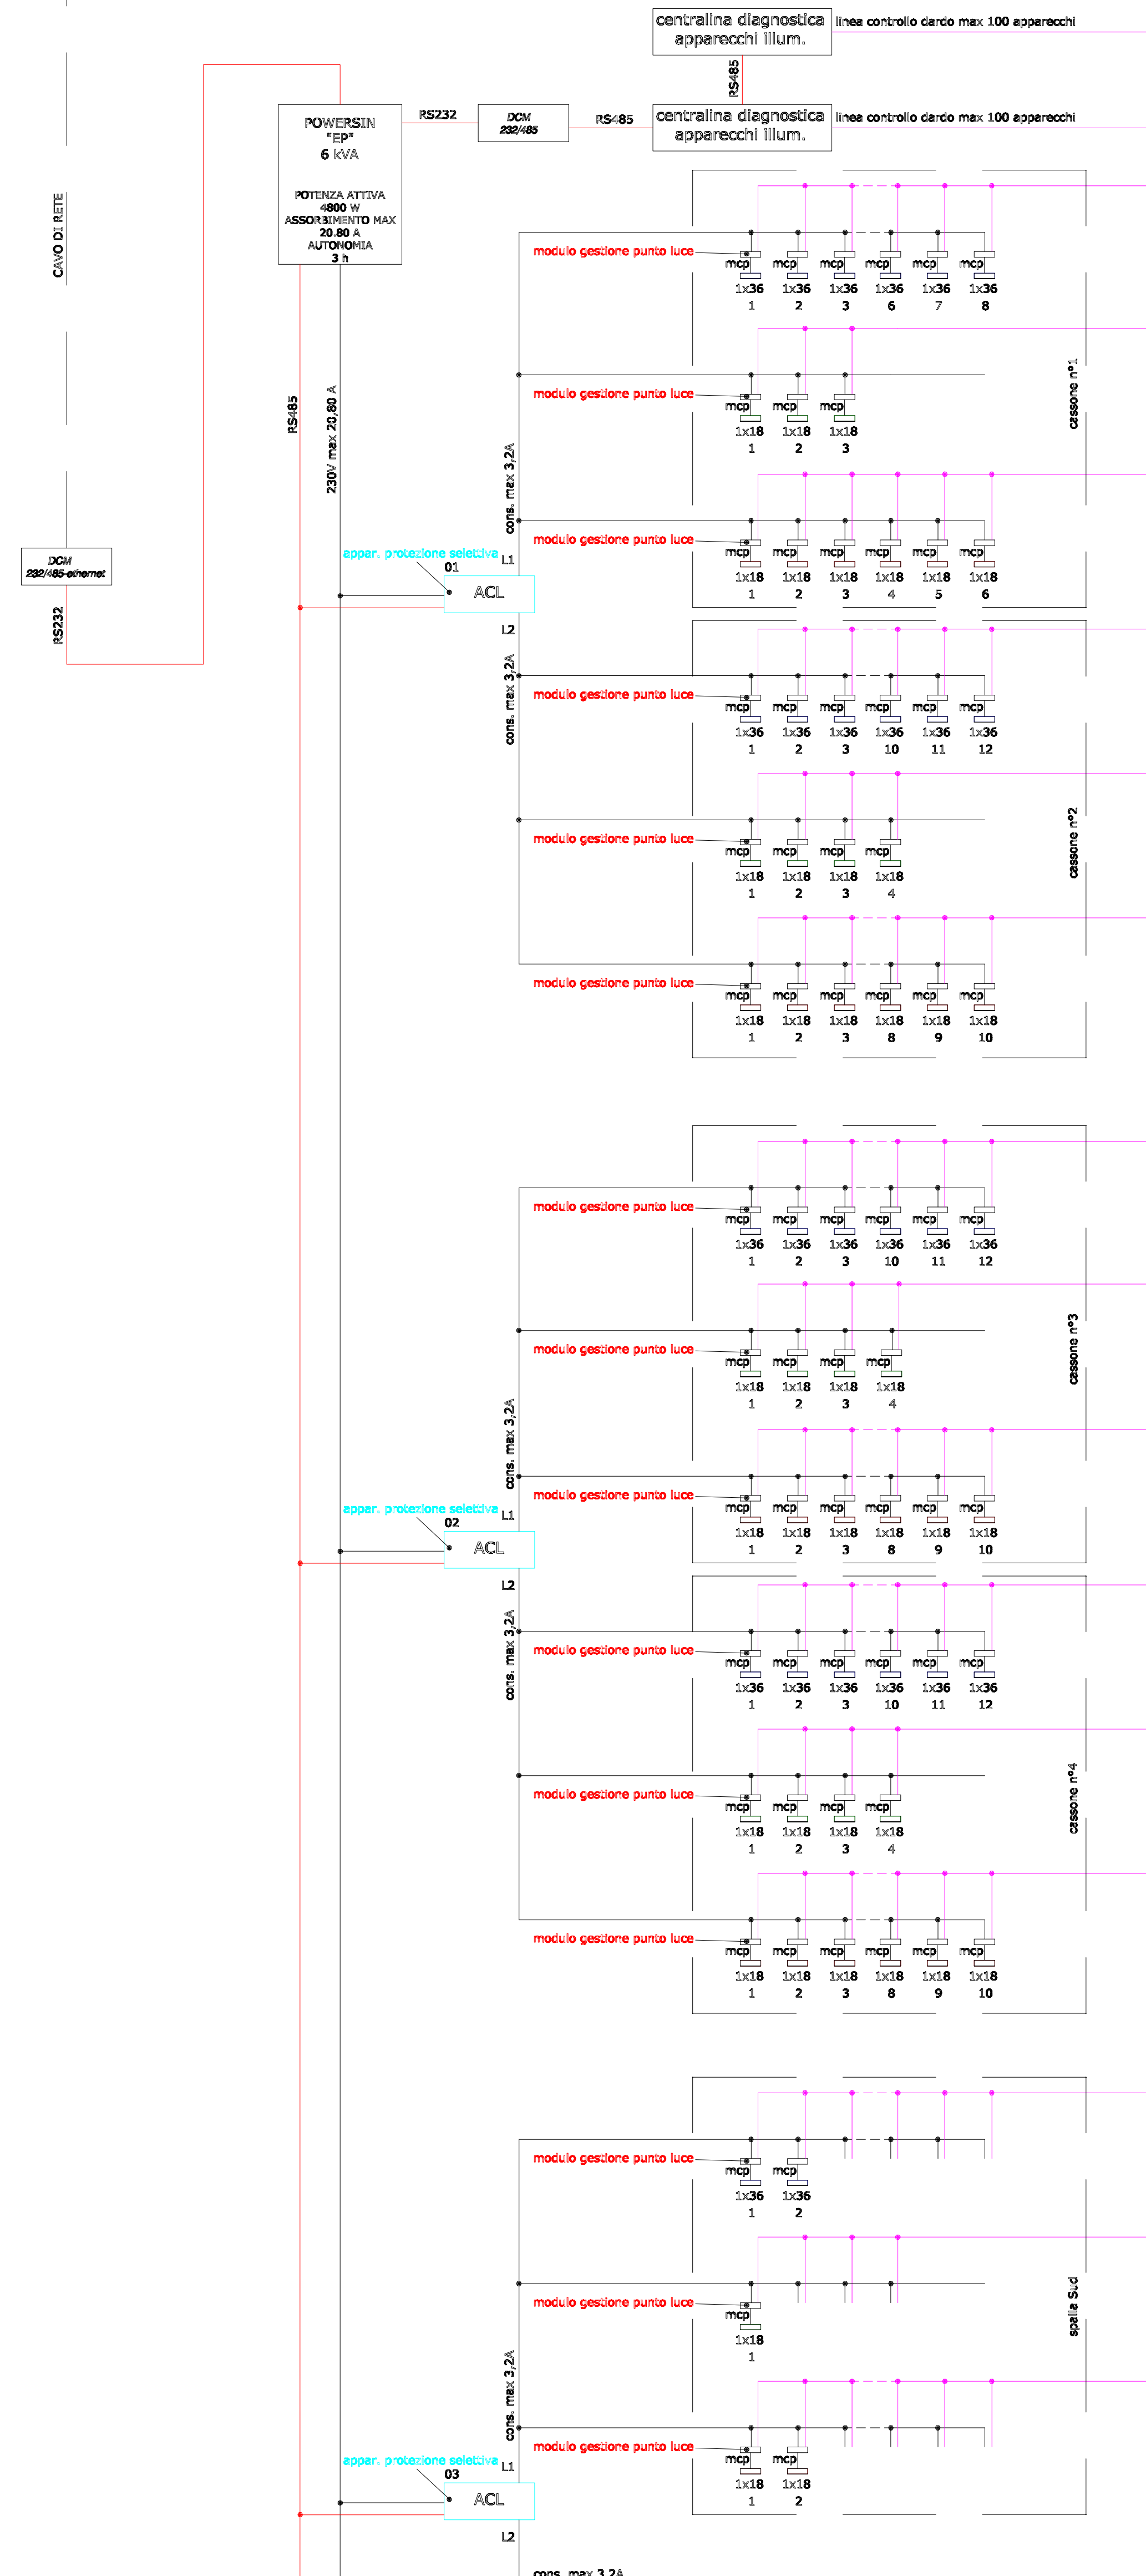 centralina diagnostica
apparecchi illum.
linea controllo dardo max 100 apparecchi
RS485
centralina diagnostica
apparecchi illum.
linea controllo dardo max 100 apparecchi
POWERSIN
"EP"
6 kVA
POTENZA ATTIVA
4800 W
ASSORBIMENTO MAX
20.80 A
AUTONOMIA
3 h
RS232
DCM
232/485
RS485
CAVO DI RETE
DCM
232/485-ethernet
RS232
RS485
230V max 20,80 A
modulo gestione punto luce
mcp mcp mcp mcp mcp mcp
1x36 1x36 1x36 1x36 1x36 1x36
1 2 3 6 7 8
modulo gestione punto luce
mcp mcp mcp
1x18 1x18 1x18
1 2 3
cassone n°1
cons. max 3,2A
modulo gestione punto luce
mcp mcp mcp mcp mcp mcp
1x18 1x18 1x18 1x18 1x18 1x18
1 2 3 4 5 6
appar. protezione selettiva
01
L1
ACL
L2
cons. max 3,2A
modulo gestione punto luce
mcp mcp mcp mcp mcp mcp
1x36 1x36 1x36 1x36 1x36 1x36
1 2 3 10 11 12
modulo gestione punto luce
mcp mcp mcp mcp
1x18 1x18 1x18 1x18
1 2 3 4
cassone n°2
modulo gestione punto luce
mcp mcp mcp mcp mcp mcp
1x18 1x18 1x18 1x18 1x18 1x18
1 2 3 8 9 10
modulo gestione punto luce
mcp mcp mcp mcp mcp mcp
1x36 1x36 1x36 1x36 1x36 1x36
1 2 3 10 11 12
modulo gestione punto luce
mcp mcp mcp mcp
1x18 1x18 1x18 1x18
1 2 3 4
cassone n°3
cons. max 3,2A
modulo gestione punto luce
mcp mcp mcp mcp mcp mcp
1x18 1x18 1x18 1x18 1x18 1x18
1 2 3 8 9 10
appar. protezione selettiva
02
L1
ACL
L2
cons. max 3,2A
modulo gestione punto luce
mcp mcp mcp mcp mcp mcp
1x36 1x36 1x36 1x36 1x36 1x36
1 2 3 10 11 12
modulo gestione punto luce
mcp mcp mcp mcp
1x18 1x18 1x18 1x18
1 2 3 4
cassone n°4
modulo gestione punto luce
mcp mcp mcp mcp mcp mcp
1x18 1x18 1x18 1x18 1x18 1x18
1 2 3 8 9 10
modulo gestione punto luce
mcp mcp
1x36 1x36
1 2
modulo gestione punto luce
mcp
1x18
1
spalla Sud
cons. max 3,2A
modulo gestione punto luce
mcp mcp
1x18 1x18
1 2
appar. protezione selettiva
03
L1
ACL
L2
cons. max 3,2A